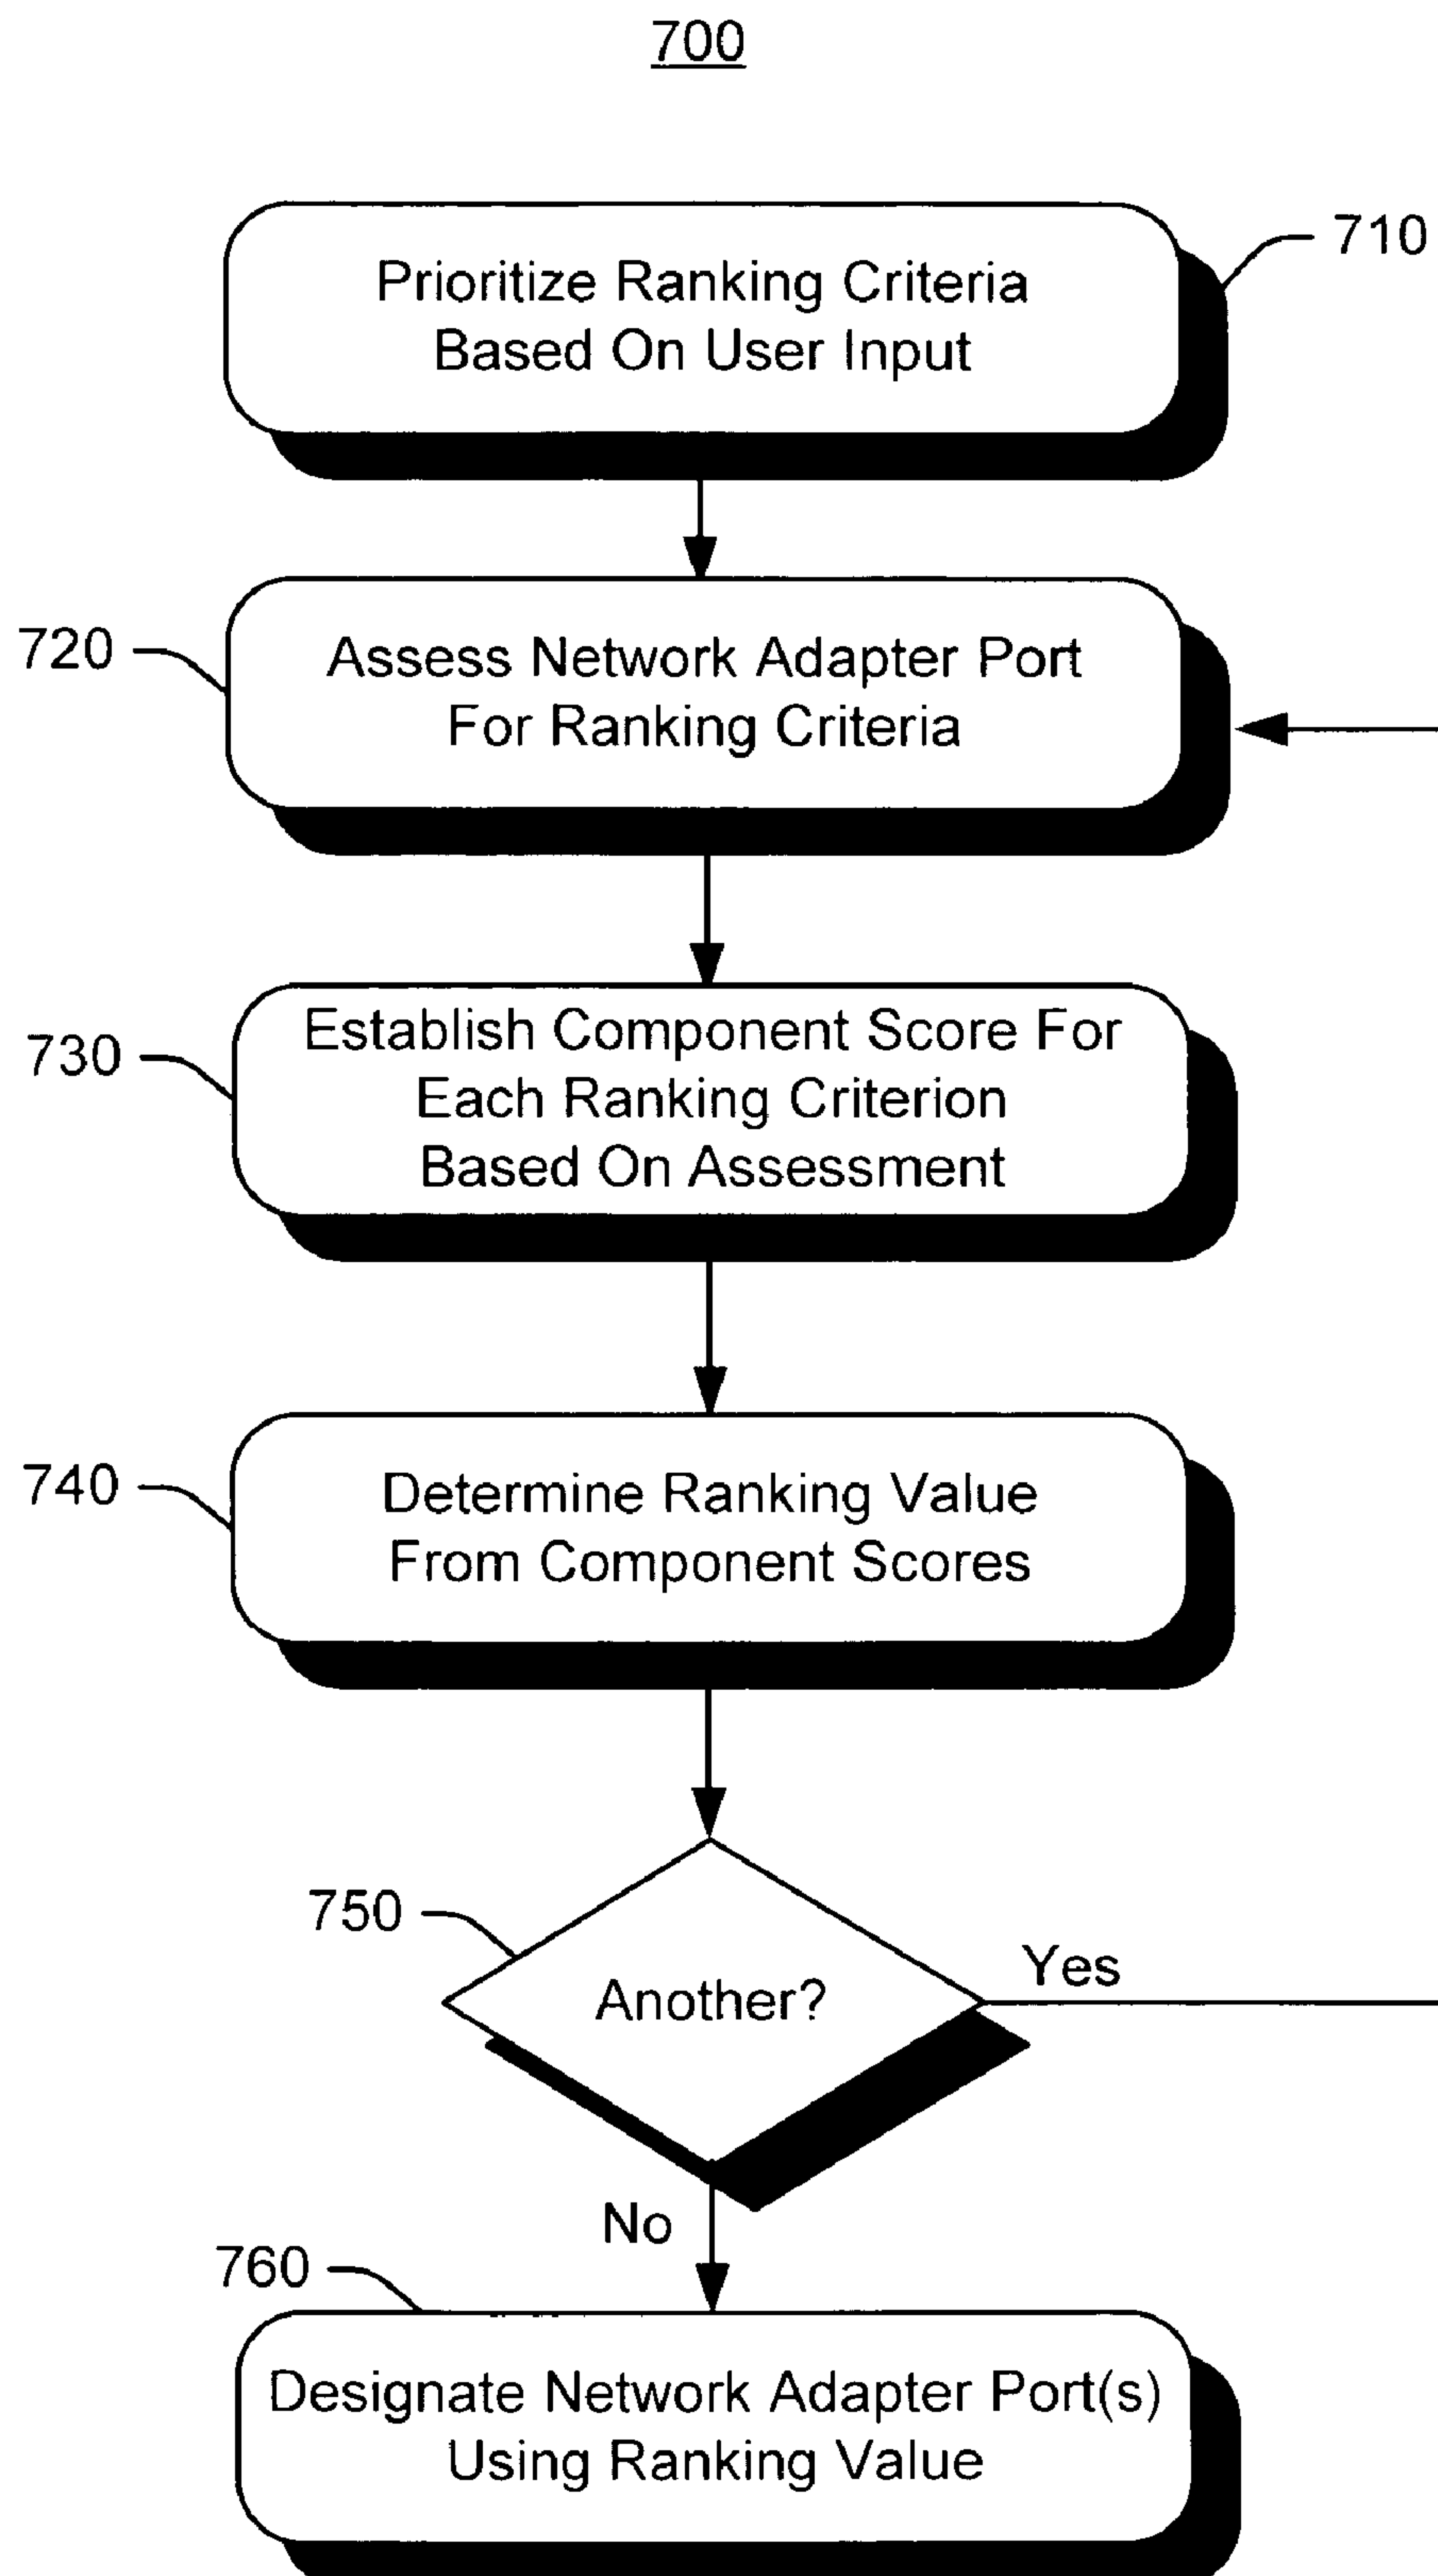 700
Prioritize Ranking Criteria
Based On User Input
710
720
Assess Network Adapter Port
For Ranking Criteria
730
Establish Component Score For
Each Ranking Criterion
Based On Assessment
740
Determine Ranking Value
From Component Scores
750
Another?
Yes
No
760
Designate Network Adapter Port(s)
Using Ranking Value